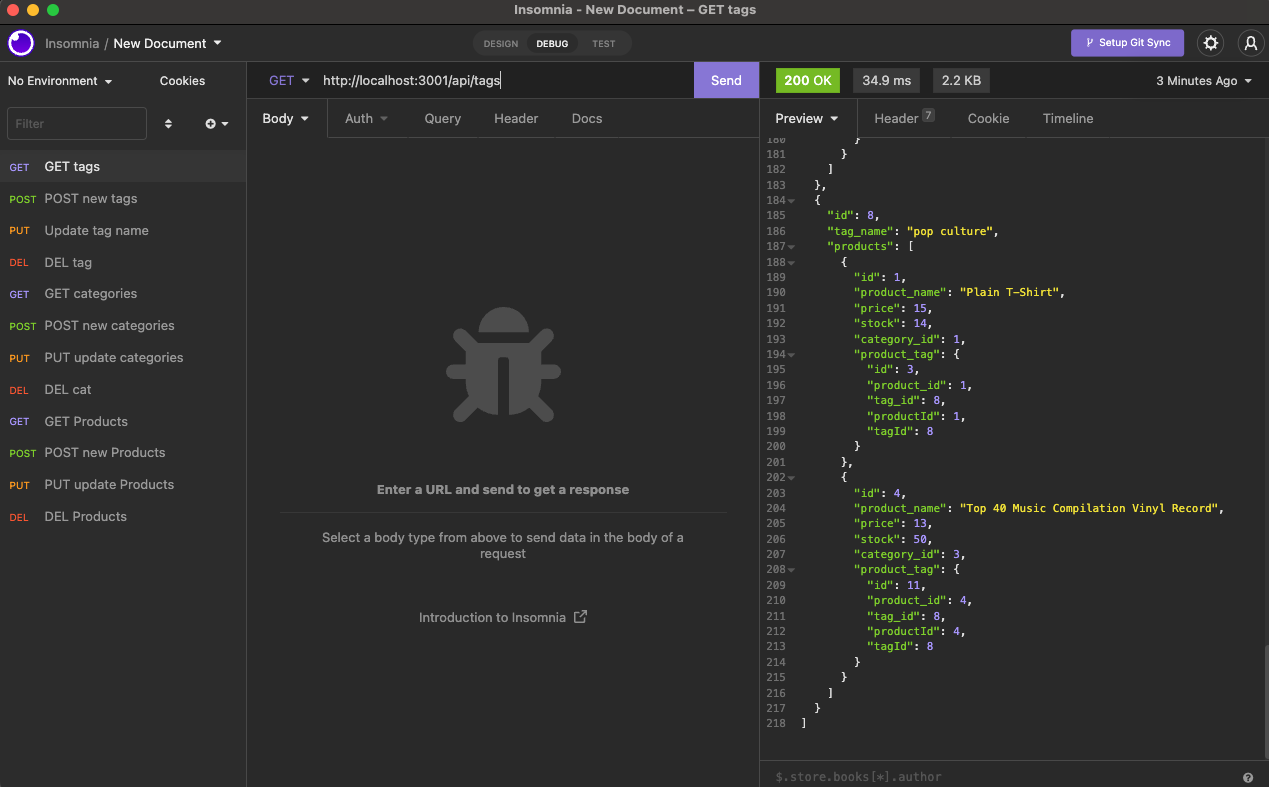 Insomnia - New Document – GET tags
Insomnia / New Document
DESIGN DEBUG TEST
Setup Git Sync
No Environment
Cookies
GET http://localhost:3001/api/tags
Send
200 OK 34.9 ms 2.2 KB
3 Minutes Ago
Filter
Body Auth Query Header Docs
Preview Header 7 Cookie Timeline
GET GET tags
POST POST new tags
PUT Update tag name
DEL DEL tag
GET GET categories
POST POST new categories
PUT PUT update categories
DEL DEL cat
GET GET Products
POST POST new Products
PUT PUT update Products
DEL DEL Products
Enter a URL and send to get a response
Select a body type from above to send data in the body of a
request
Introduction to Insomnia
180 }
181 }
182 ]
183 },
184 {
185 "id": 8,
186 "tag_name": "pop culture",
187 "products": [
188 {
189 "id": 1,
190 "product_name": "Plain T-Shirt",
191 "price": 15,
192 "stock": 14,
193 "category_id": 1,
194 "product_tag": {
195 "id": 3,
196 "product_id": 1,
197 "tag_id": 8,
198 "productId": 1,
199 "tagId": 8
200 }
201 },
202 {
203 "id": 4,
204 "product_name": "Top 40 Music Compilation Vinyl Record",
205 "price": 13,
206 "stock": 50,
207 "category_id": 3,
208 "product_tag": {
209 "id": 11,
210 "product_id": 4,
211 "tag_id": 8,
212 "productId": 4,
213 "tagId": 8
214 }
215 }
216 ]
217 }
218 ]
$.store.books[*].author